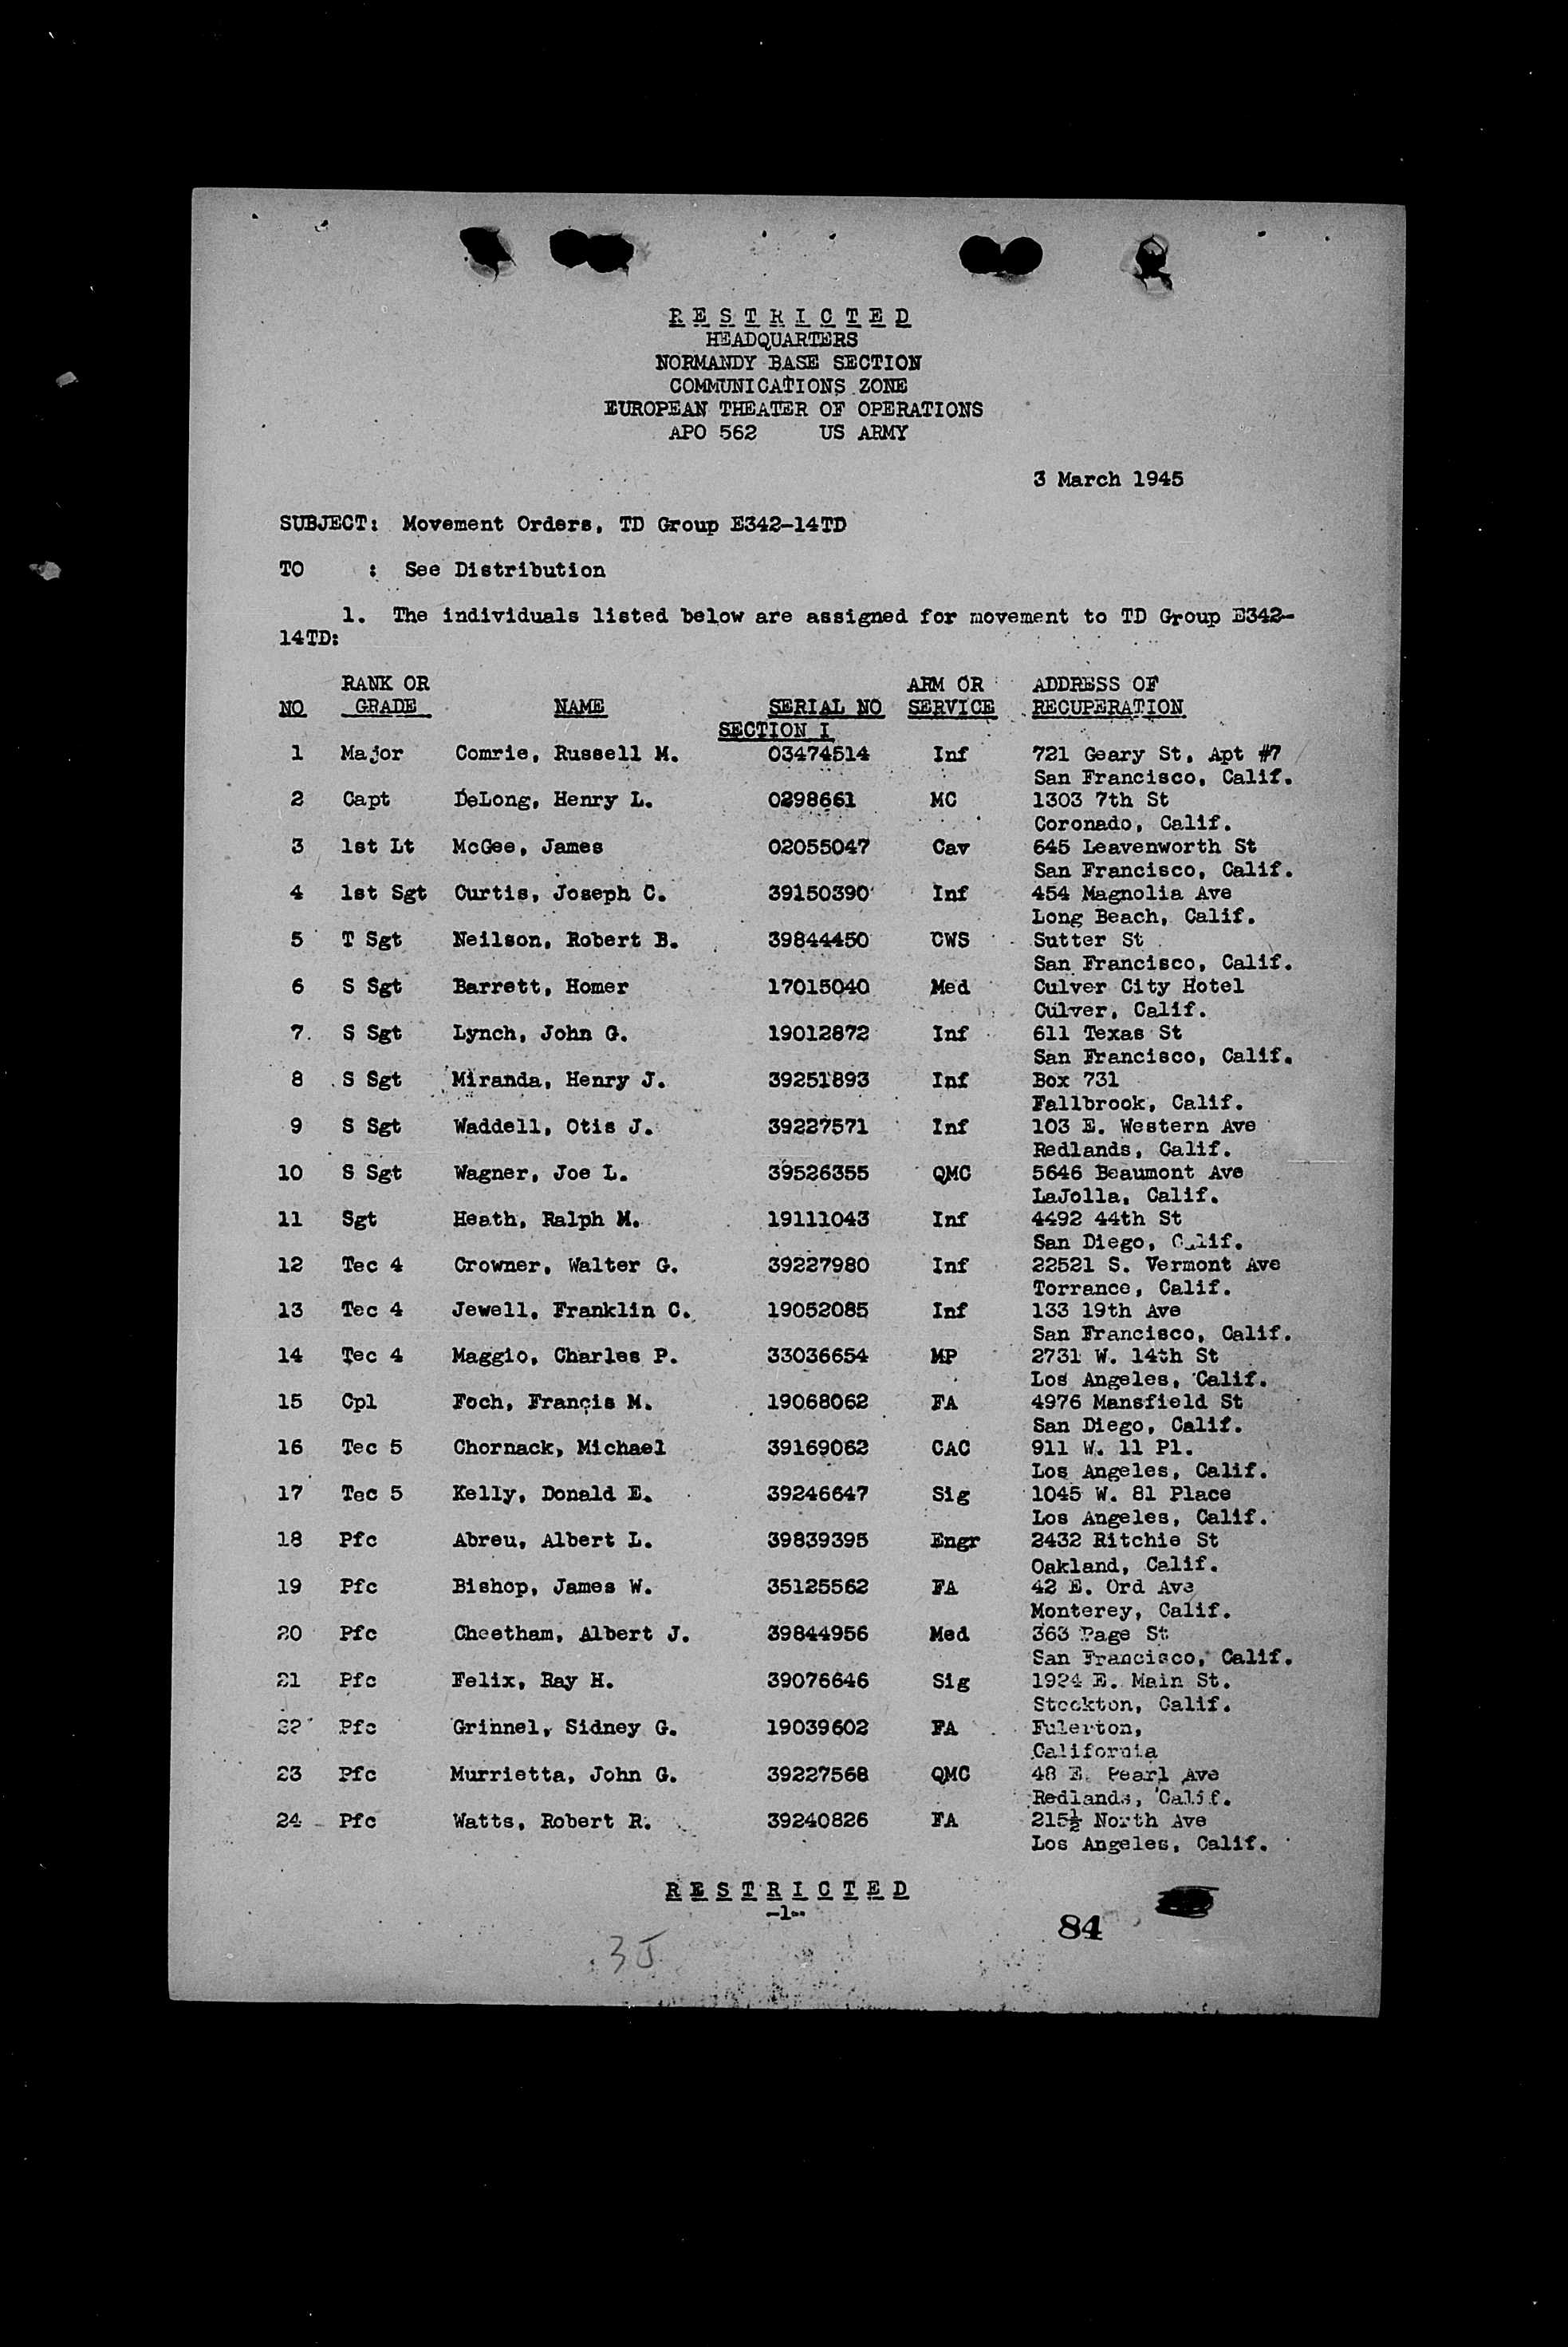 RESTRICTED
HEADQUARTERS
NORMANDY BASE SECTION
COMMUNICATIONS ZONE
EUROPEAN THEATER OF OPERATIONS
APO 562 US ARMY
3 March 1945
SUBJECT: Movement Orders, TD Group E342-14TD
TO : See Distribution
1. The individuals listed below are assigned for movement to TD Group E342-
14TD:
RANK OR ARM OR ADDRESS OF
NO GRADE NAME SERIAL NO SERVICE RECUPERATION
SECTION I
1 Major Comrie, Russell M. 03474514 Inf 721 Geary St, Apt #7
San Francisco, Calif.
2 Capt DeLong, Henry L. 0298661 MC 1303 7th St
Coronado, Calif.
3 1st Lt McGee, James 02055047 Cav 645 Leavenworth St
San Francisco, Calif.
4 1st Sgt Curtis, Joseph C. 39150390 Inf 454 Magnolia Ave
Long Beach, Calif.
5 T Sgt Neilson, Robert B. 39844450 CWS Sutter St
San Francisco, Calif.
6 S Sgt Barrett, Homer 17015040 Med Culver City Hotel
Culver, Calif.
7 S Sgt Lynch, John G. 19012872 Inf 611 Texas St
San Francisco, Calif.
8 S Sgt Miranda, Henry J. 39251893 Inf Box 731
Fallbrook, Calif.
9 S Sgt Waddell, Otis J. 39227571 Inf 103 E. Western Ave
Redlands, Calif.
10 S Sgt Wagner, Joe L. 39526355 QMC 5646 Beaumont Ave
LaJolla, Calif.
11 Sgt Heath, Ralph M. 19111043 Inf 4492 44th St
San Diego, Calif.
12 Tec 4 Crowner, Walter G. 39227980 Inf 22521 S. Vermont Ave
Torrance, Calif.
13 Tec 4 Jewell, Franklin C. 19052085 Inf 133 19th Ave
San Francisco, Calif.
14 Tec 4 Maggio, Charles P. 33036654 MP 2731 W. 14th St
Los Angeles, Calif.
15 Cpl Foch, Francis M. 19068062 FA 4976 Mansfield St
San Diego, Calif.
16 Tec 5 Chornack, Michael 39169062 CAC 911 W. 11 Pl.
Los Angeles, Calif.
17 Tec 5 Kelly, Donald E. 39246647 Sig 1045 W. 81 Place
Los Angeles, Calif.
18 Pfc Abreu, Albert L. 39839395 Engr 2432 Ritchie St
Oakland, Calif.
19 Pfc Bishop, James W. 35125562 FA 42 E. Ord Ave
Monterey, Calif.
20 Pfc Cheetham, Albert J. 39844956 Med 363 Page St
San Francisco, Calif.
21 Pfc Felix, Ray H. 39076646 Sig 1924 E. Main St.
Stockton, Calif.
22 Pfc Grinnel, Sidney G. 19039602 FA Fulerton,
California
23 Pfc Murrietta, John G. 39227568 QMC 48 E. Pearl Ave
Redlands, Calif.
24 Pfc Watts, Robert R. 39240826 FA 215½ North Ave
Los Angeles, Calif.
RESTRICTED
-1-
84